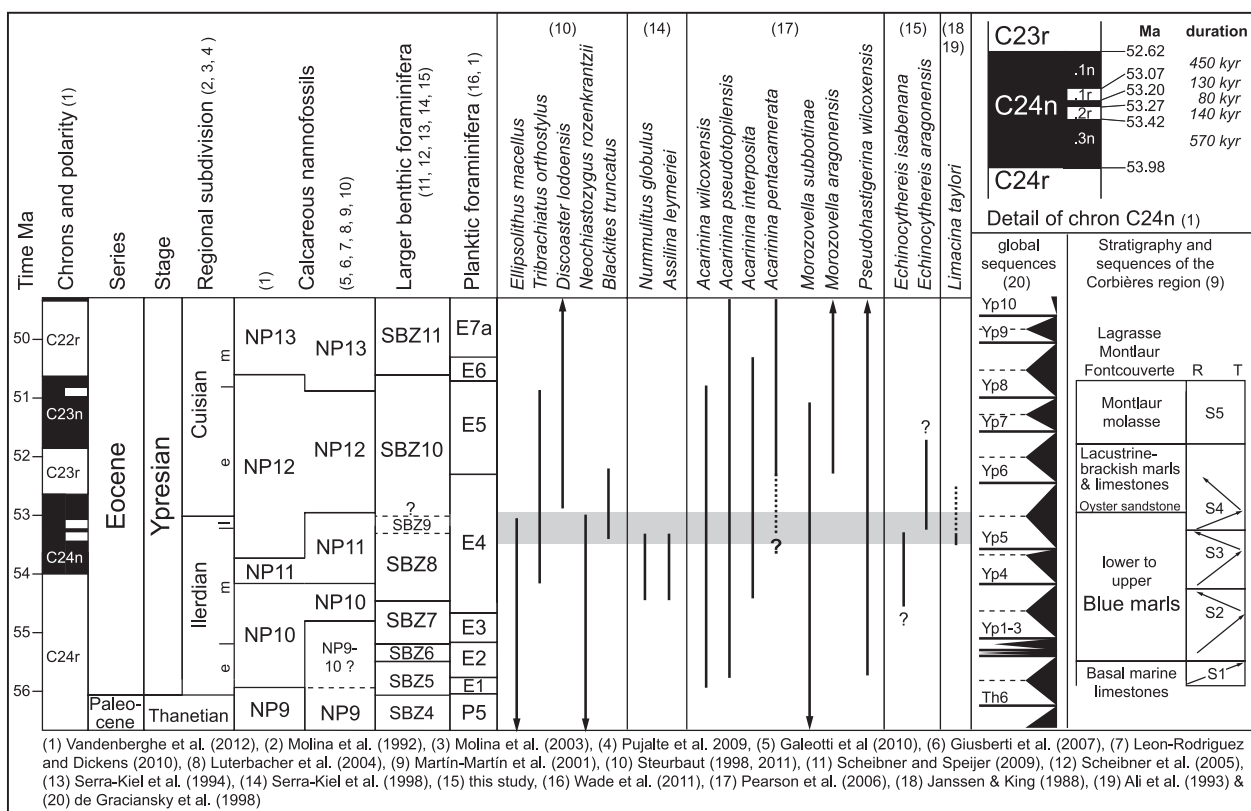 Time Ma
Chrons and polarity (1)
Series
Stage
Regional subdivision (2, 3, 4)
Calcareous nannofossils
(1)
(5, 6, 7, 8, 9, 10)
Larger benthic foraminifera
(11, 12, 13, 14, 15)
Planktic foraminifera (16, 1)
(10)
Ellipsolithus macellus
Tribrachiatus orthostylus
Discoaster lodoensis
Neochiastozygus rozenkrantzii
Blackites truncatus
(14)
Nummulitus globulus
Assilina leymeriei
(17)
Acarinina wilcoxensis
Acarinina pseudotopilensis
Acarinina interposita
Acarinina pentacamerata
Morozovella subbotinae
Morozovella aragonensis
Pseudohastigerina wilcoxensis
(15)
Echinocythereis isabenana
Echinocythereis aragonensis
(18
19)
Limacina taylori
Ma duration
C23r
C24n
C24r
.1n
.1r
.2r
.3n
52.62
53.07
53.20
53.27
53.42
53.98
450 kyr
130 kyr
80 kyr
140 kyr
570 kyr
Detail of chron C24n (1)
global
sequences
(20)
Stratigraphy and
sequences of the
Corbières region (9)
50
51
52
53
54
55
56
C22r
C23n
C23r
C24n
C24r
Eocene
Paleo-
cene
Ypresian
Thanetian
Cuisian
m
l
e
Ilerdian
l
m
l
e
NP13
NP12
NP11
NP10
NP9
NP13
NP12
NP11
NP10
NP9-
10 ?
NP9
SBZ11
SBZ10
?
SBZ9
SBZ8
SBZ7
SBZ6
SBZ5
SBZ4
E7a
E6
E5
E4
E3
E2
E1
P5
?
?
?
Yp10
Yp9
Yp8
Yp7
Yp6
Yp5
Yp4
Yp1-3
Th6
Lagrasse
Montlaur
Fontcouverte
R T
Montlaur
molasse
S5
Lacustrine-
brackish marls
& limestones
Oyster sandstone
S4
lower to
upper
Blue marls
S3
S2
Basal marine
limestones
S1
(1) Vandenberghe et al. (2012), (2) Molina et al. (1992), (3) Molina et al. (2003), (4) Pujalte et al. 2009, (5) Galeotti et al (2010), (6) Giusberti et al. (2007), (7) Leon-Rodriguez
and Dickens (2010), (8) Luterbacher et al. (2004), (9) Martín-Martín et al. (2001), (10) Steurbaut (1998, 2011), (11) Scheibner and Speijer (2009), (12) Scheibner et al. (2005),
(13) Serra-Kiel et al. (1994), (14) Serra-Kiel et al. (1998), (15) this study, (16) Wade et al. (2011), (17) Pearson et al. (2006), (18) Janssen & King (1988), (19) Ali et al. (1993) &
(20) de Graciansky et al. (1998)